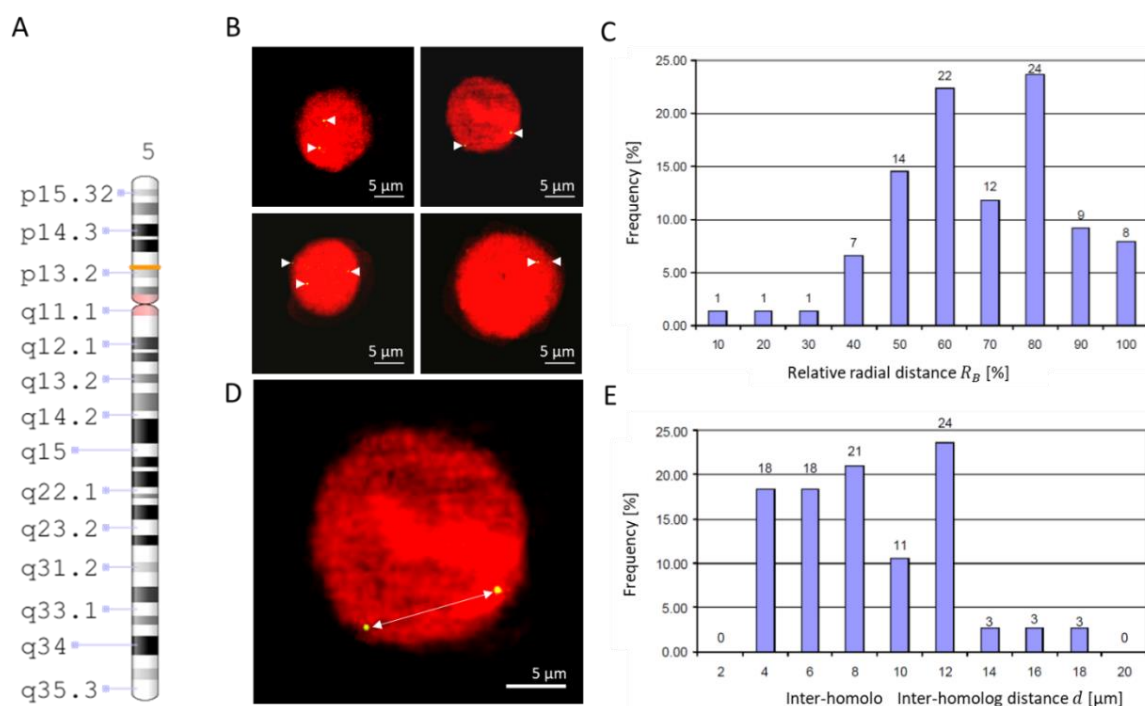 A
5
p15.32
p14.3
p13.2
q11.1
q12.1
q13.2
q14.2
q15
q22.1
q23.2
q31.2
q33.1
q34
q35.3
B
5 µm
5 µm
5 µm
5 µm
C
Frequency [%]
25.00
20.00
15.00
10.00
5.00
0.00
1 1 1 7 14 22 12 24 9 8
10 20 30 40 50 60 70 80 90 100
Relative radial distance R_B [%]
D
5 µm
E
Frequency [%]
25.00
20.00
15.00
10.00
5.00
0.00
0 18 18 21 11 24 3 3 3 0
2 4 6 8 10 12 14 16 18 20
Inter-homolo Inter-homolog distance d [µm]